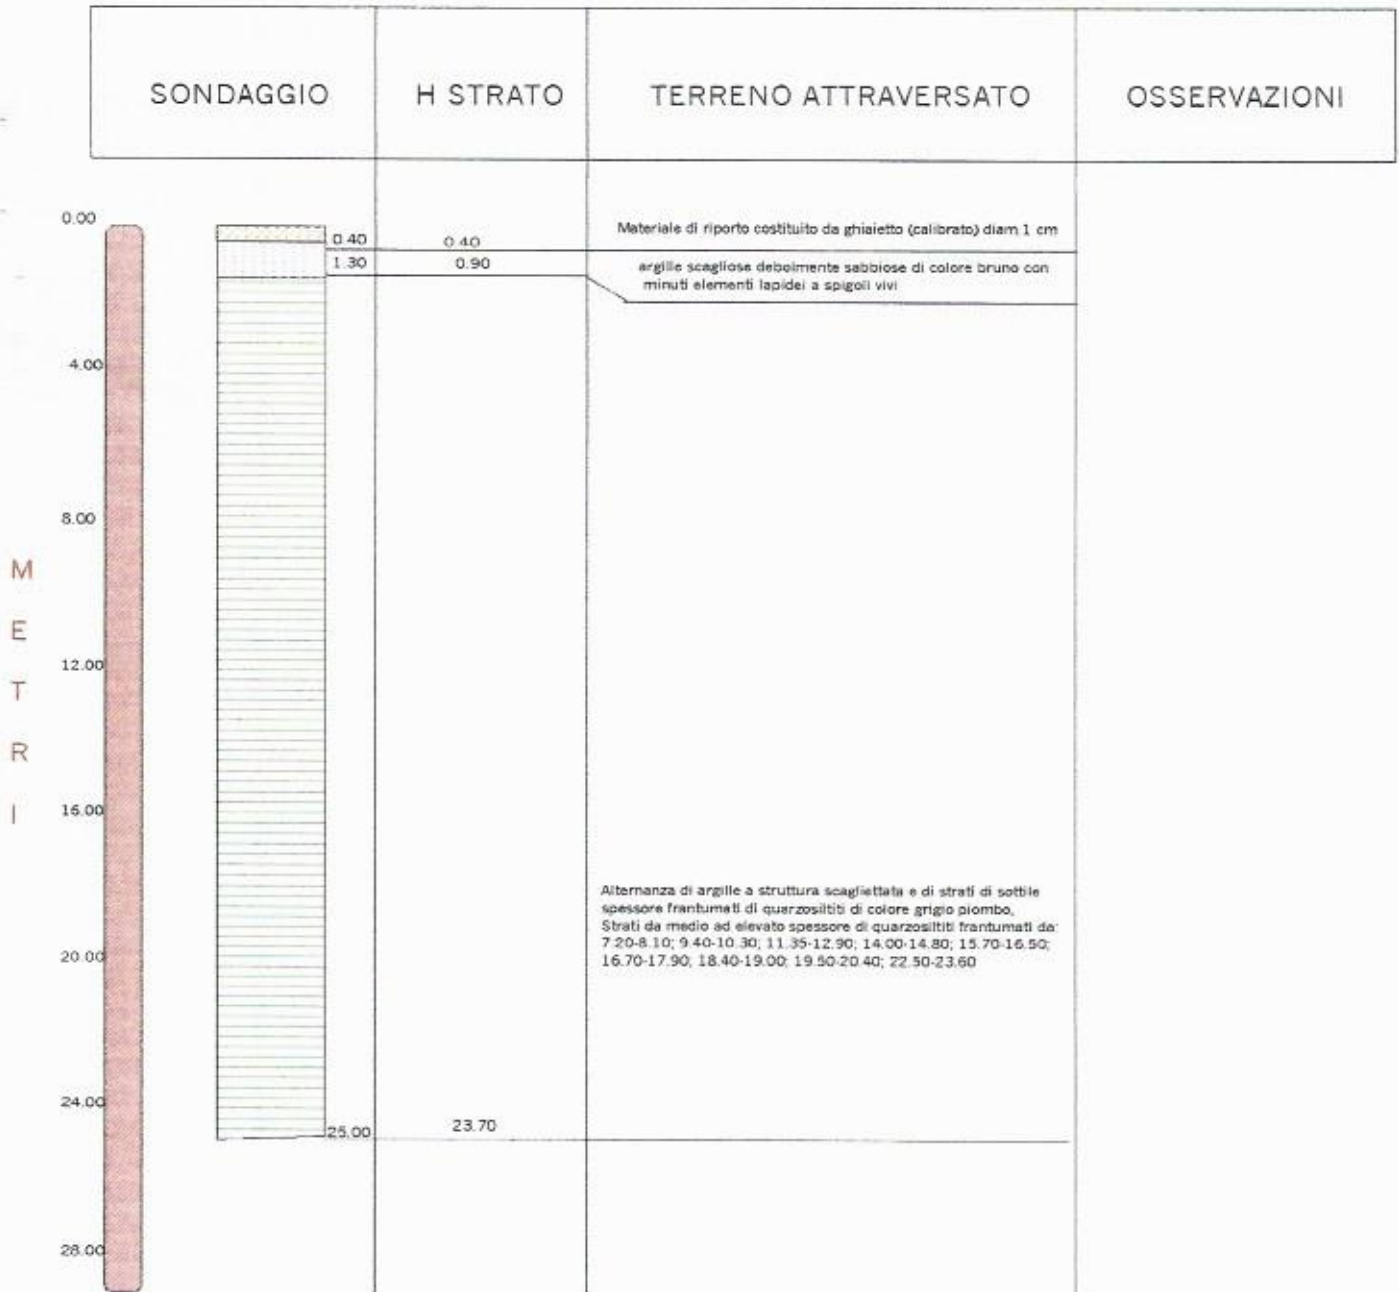 SONDAGGIO H STRATO TERRENO ATTRAVERSATO OSSERVAZIONI
0.00
Materiale di riporto costituito da ghiaietto (calibrato) diam 1 cm
0.40 0.40
1.30 0.90
argille scagliose debolmente sabbiose di colore bruno con
minuti elementi lapidei a spigoli vivi
4.00
8.00
M
E
T
R
I
12.00
16.00
Alternanza di argille a struttura scagliettata e di strati di sottile
spessore frantumati di quarzosiltiti di colore grigio piombo,
Strati da medio ad elevato spessore di quarzosiltiti frantumati da:
7.20-8.10; 9.40-10.30; 11.35-12.90; 14.00-14.80; 15.70-16.50;
16.70-17.90; 18.40-19.00; 19.50-20.40; 22.50-23.60
20.00
24.00
25.00 23.70
28.00